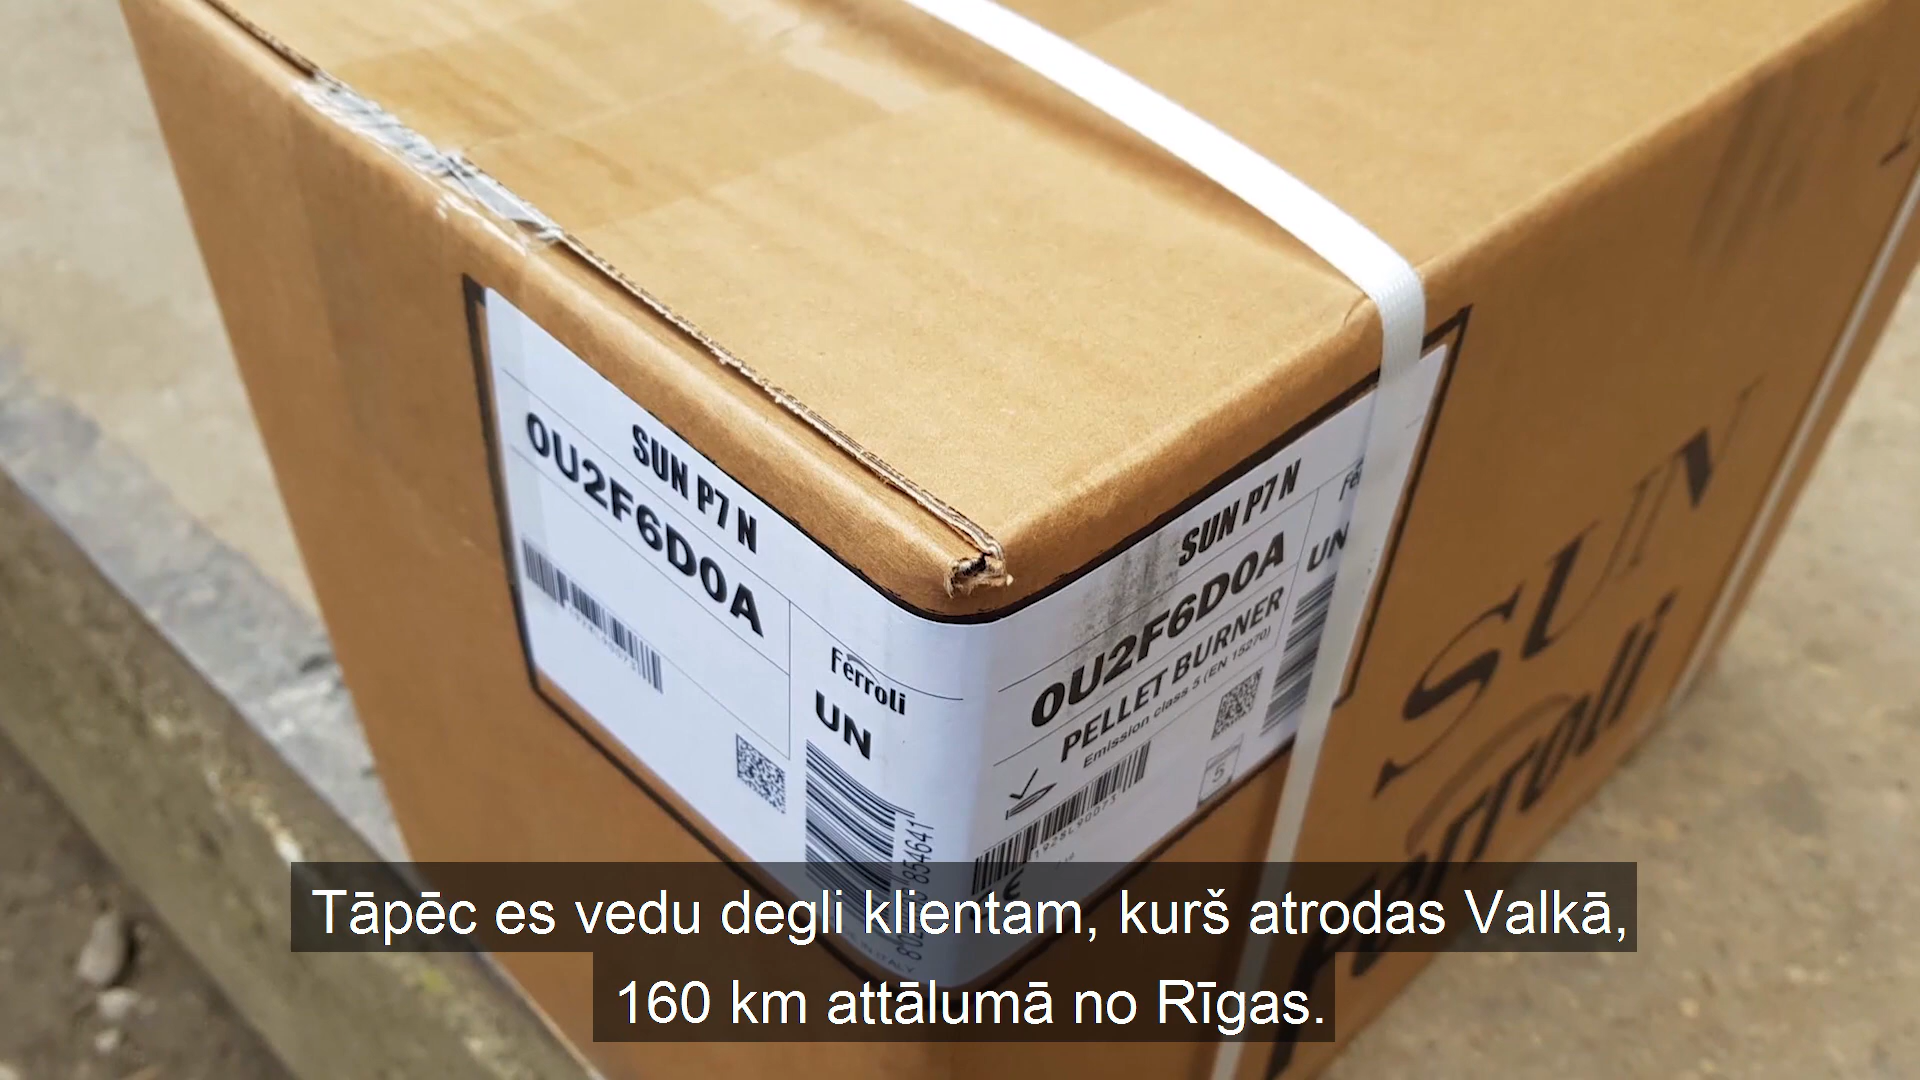 SUN P7 N
0U2F6D0A
Ferroli
UN
SUN P7 N
0U2F6D0A
PELLET BURNER
Emission class 5 (EN 15270)
UN
5
SUN
Ferroli
Tāpēc es vedu degli klientam, kurš atrodas Valkā,
160 km attālumā no Rīgas.